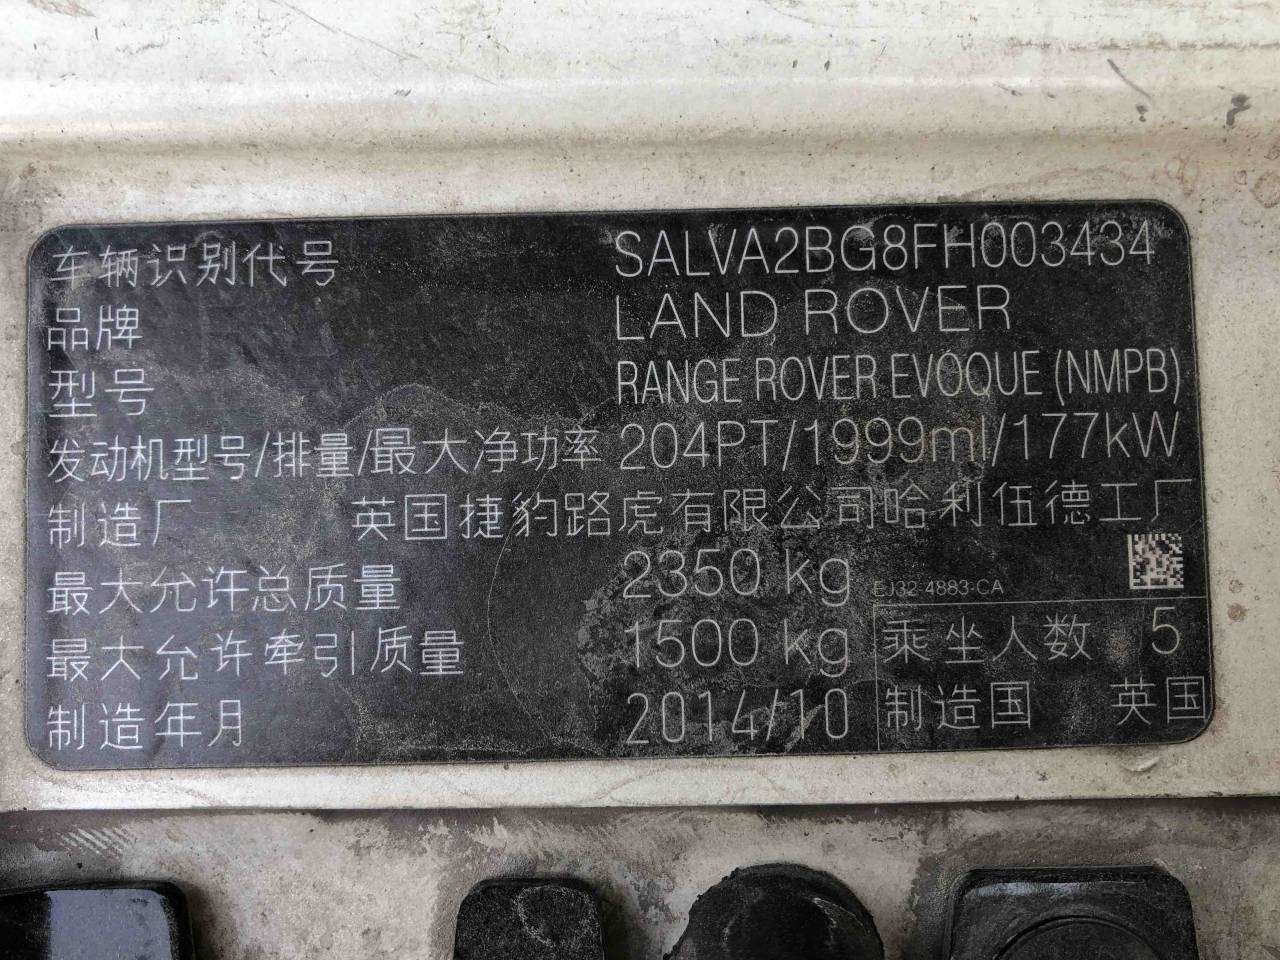 车辆识别代号 SALVA2BG8FH003434
品牌 LAND ROVER
型号 RANGE ROVER EVOQUE (NMPB)
发动机型号/排量/最大净功率 204PT/1999ml/177kW
制造厂 英国捷豹路虎有限公司哈利伍德工厂
最大允许总质量 2350 kg EJ32-4883-CA
最大允许牵引质量 1500 kg 乘坐人数 5
制造年月 2014/10 制造国 英国